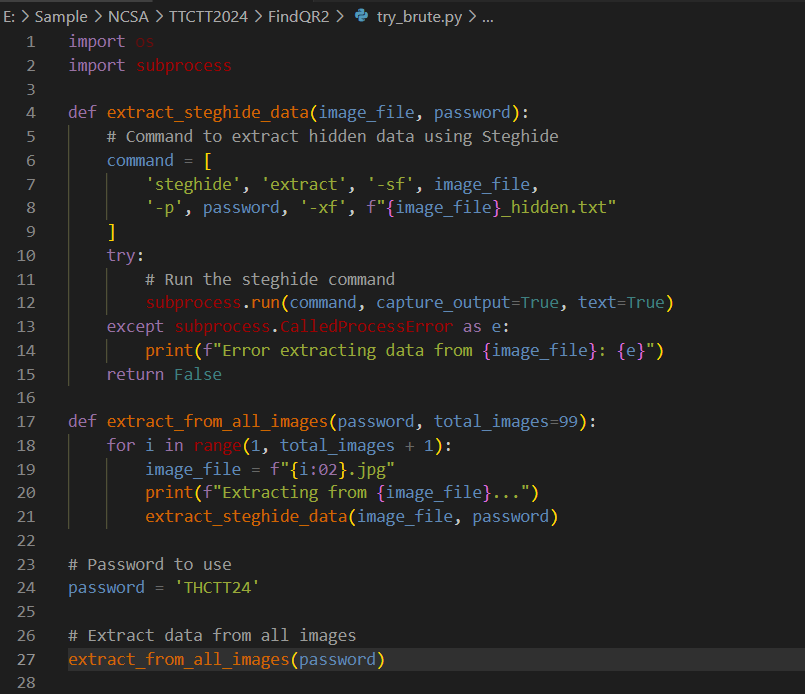 E: > Sample > NCSA > TTCTT2024 > FindQR2 > try_brute.py > ...
1 import os
2 import subprocess
3
4 def extract_steghide_data(image_file, password):
5     # Command to extract hidden data using Steghide
6     command = [
7         'steghide', 'extract', '-sf', image_file,
8         '-p', password, '-xf', f"{image_file}_hidden.txt"
9     ]
10     try:
11         # Run the steghide command
12         subprocess.run(command, capture_output=True, text=True)
13     except subprocess.CalledProcessError as e:
14         print(f"Error extracting data from {image_file}: {e}")
15     return False
16
17 def extract_from_all_images(password, total_images=99):
18     for i in range(1, total_images + 1):
19         image_file = f"{i:02}.jpg"
20         print(f"Extracting from {image_file}...")
21         extract_steghide_data(image_file, password)
22
23 # Password to use
24 password = 'THCTT24'
25
26 # Extract data from all images
27 extract_from_all_images(password)
28